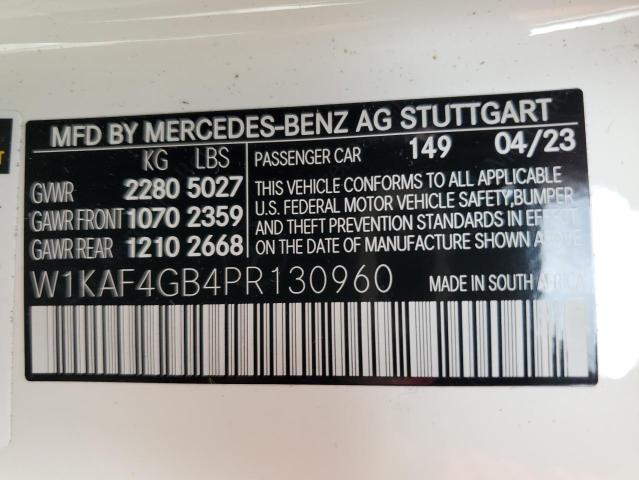 MFD BY MERCEDES-BENZ AG STUTTGART
KG LBS
GVWR 2280 5027
GAWR FRONT 1070 2359
GAWR REAR 1210 2668
PASSENGER CAR 149 04/23
THIS VEHICLE CONFORMS TO ALL APPLICABLE
U.S. FEDERAL MOTOR VEHICLE SAFETY,BUMPER
AND THEFT PREVENTION STANDARDS IN EFFECT
ON THE DATE OF MANUFACTURE SHOWN ABOVE
W1KAF4GB4PR130960 MADE IN SOUTH AFRICA